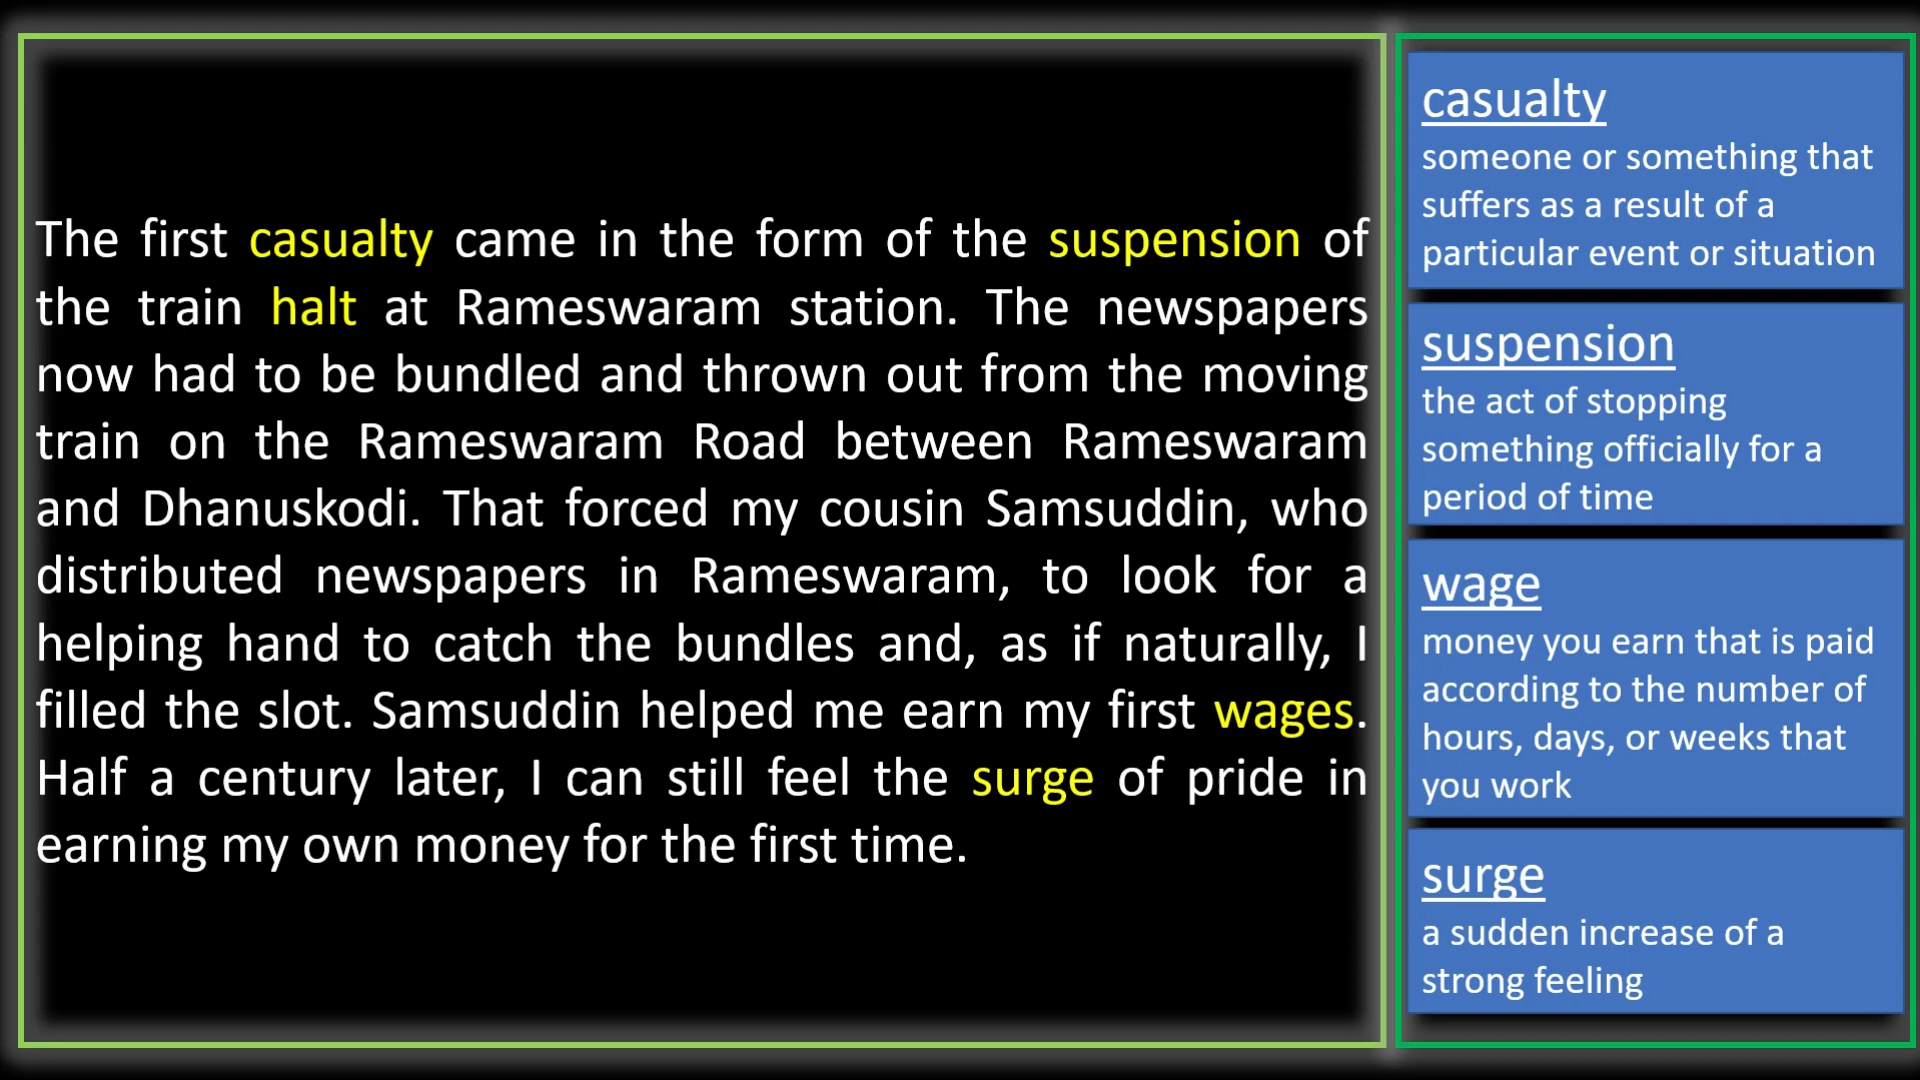 The first casualty came in the form of the suspension of
the train halt at Rameswaram station. The newspapers
now had to be bundled and thrown out from the moving
train on the Rameswaram Road between Rameswaram
and Dhanuskodi. That forced my cousin Samsuddin, who
distributed newspapers in Rameswaram, to look for a
helping hand to catch the bundles and, as if naturally, I
filled the slot. Samsuddin helped me earn my first wages.
Half a century later, I can still feel the surge of pride in
earning my own money for the first time.
casualty
someone or something that
suffers as a result of a
particular event or situation
suspension
the act of stopping
something officially for a
period of time
wage
money you earn that is paid
according to the number of
hours, days, or weeks that
you work
surge
a sudden increase of a
strong feeling